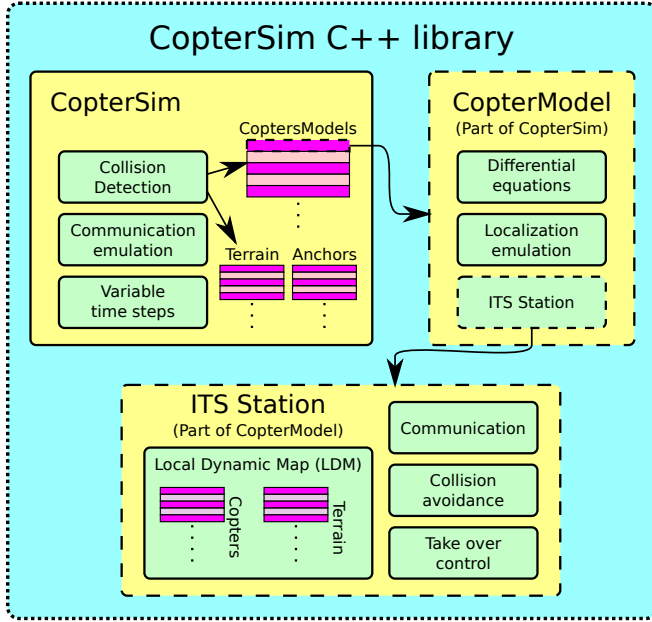 CopterSim C++ library
CopterSim
CoptersModels
Collision
Detection
Communication
emulation
Variable
time steps
Terrain
Anchors
CopterModel
(Part of CopterSim)
Differential
equations
Localization
emulation
ITS Station
ITS Station
(Part of CopterModel)
Local Dynamic Map (LDM)
Copters
Terrain
Communication
Collision
avoidance
Take over
control